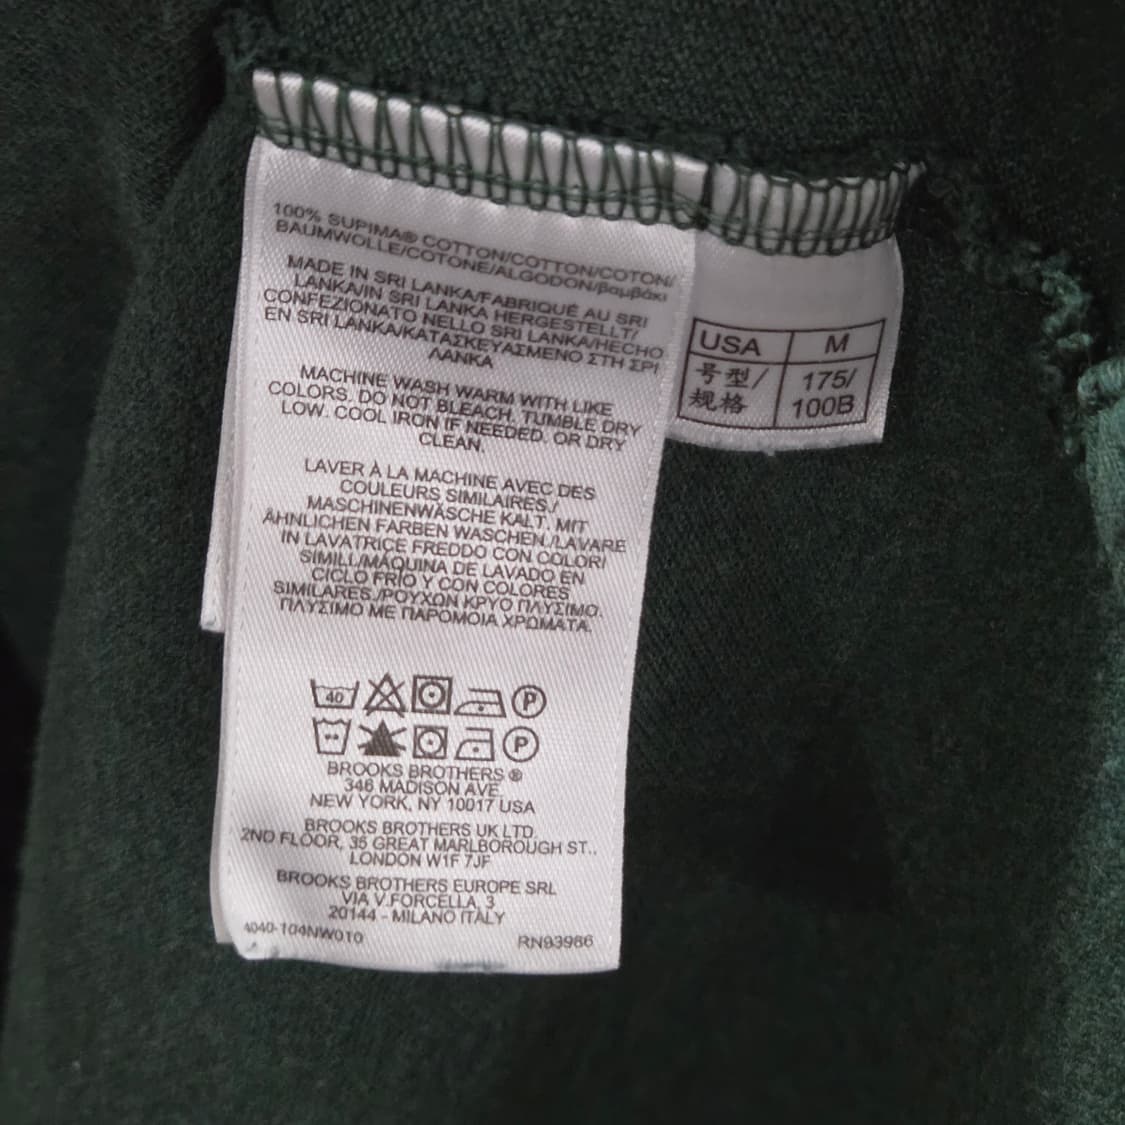 100% SUPIMA® COTTON/COTTON/COTON/
BAUMWOLLE/COTONE/ALGODON/βαμβάκι
MADE IN SRI LANKA/FABRIQUÉ AU SRI
LANKA/IN SRI LANKA HERGESTELLT/
CONFEZIONATO NELLO SRI LANKA/HECHO
EN SRI LANKA/ΚΑΤΑΣΚΕΥΑΣΜΕΝΟ ΣΤΗ ΣΡΙ
ΛΑΝΚΑ
MACHINE WASH WARM WITH LIKE
COLORS. DO NOT BLEACH. TUMBLE DRY
LOW. COOL IRON IF NEEDED. OR DRY
CLEAN.
LAVER À LA MACHINE AVEC DES
COULEURS SIMILAIRES./
MASCHINENWÄSCHE KALT. MIT
ÄHNLICHEN FARBEN WASCHEN./LAVARE
IN LAVATRICE FREDDO CON COLORI
SIMILI./MÁQUINA DE LAVADO EN
CICLO FRÍO Y CON COLORES
SIMILARES./ΡΟΥΧΩΝ ΚΡΥΟ ΠΛΥΣΙΜΟ.
ΠΛΥΣΙΜΟ ΜΕ ΠΑΡΟΜΟΙΑ ΧΡΩΜΑΤΑ.
40 P
P
BROOKS BROTHERS ®
346 MADISON AVE.
NEW YORK, NY 10017 USA
BROOKS BROTHERS UK LTD.
2ND FLOOR, 35 GREAT MARLBOROUGH ST.,
LONDON W1F 7JF
BROOKS BROTHERS EUROPE SRL
VIA V.FORCELLA, 3
20144 - MILANO ITALY
4040-104NW010 RN93986
USA M
号型/ 175/
规格 100B